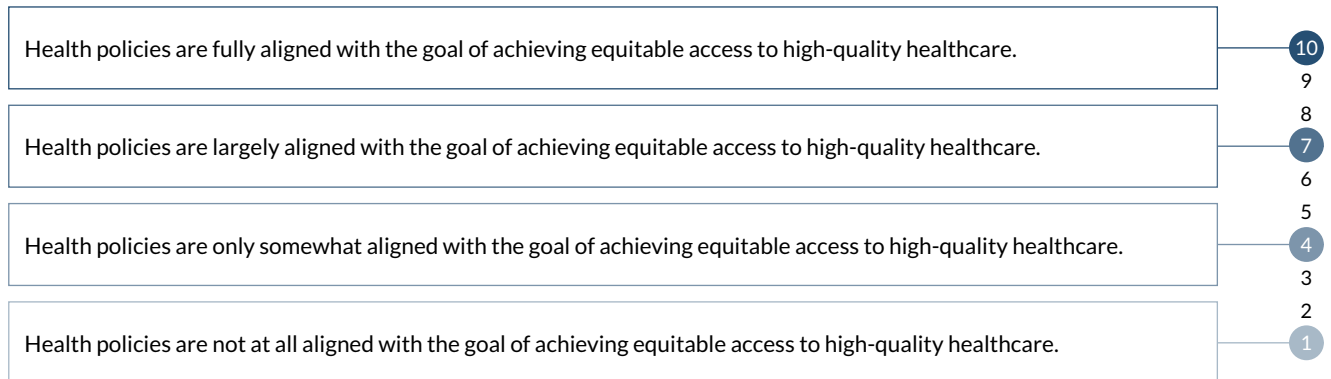 Health policies are fully aligned with the goal of achieving equitable access to high-quality healthcare.
10
9
8
Health policies are largely aligned with the goal of achieving equitable access to high-quality healthcare.
7
6
5
Health policies are only somewhat aligned with the goal of achieving equitable access to high-quality healthcare.
4
3
2
Health policies are not at all aligned with the goal of achieving equitable access to high-quality healthcare.
1